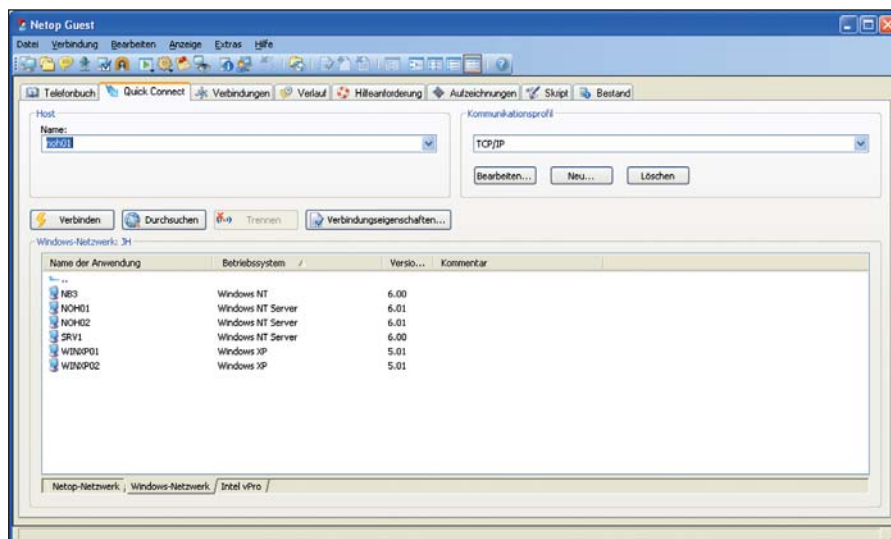 Netop Guest
Datei Verbindung Bearbeiten Anzeige Extras Hilfe
Telefonbuch Quick Connect Verbindungen Verlauf Hilfeanforderung Aufzeichnungen Skript Bestand
Host Kommunikationsprofil
Name:
noh01 TCP/IP
Bearbeiten... Neu... Löschen
Verbinden Durchsuchen Trennen Verbindungseigenschaften...
Windows-Netzwerk: JH
Name der Anwendung Betriebssystem Versio... Kommentar
..
NB3 Windows NT 6.00
NOH01 Windows NT Server 6.01
NOH02 Windows NT Server 6.01
SRV1 Windows NT Server 6.00
WINXP01 Windows XP 5.01
WINXP02 Windows XP 5.01
Netop-Netzwerk Windows-Netzwerk Intel vPro